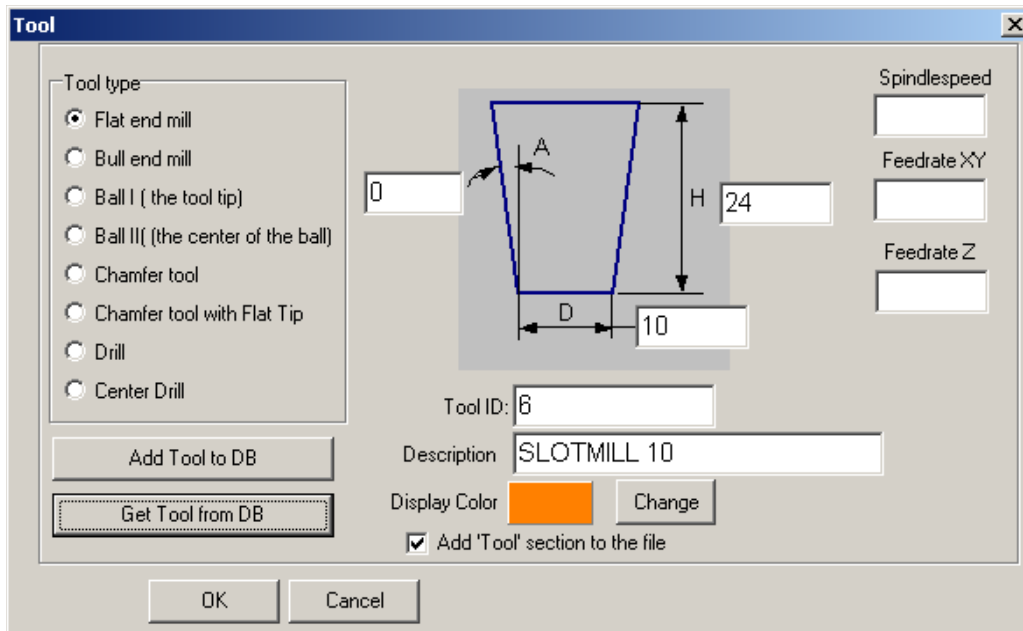 Tool
Tool type
Flat end mill
Bull end mill
Ball I ( the tool tip)
Ball II( (the center of the ball)
Chamfer tool
Chamfer tool with Flat Tip
Drill
Center Drill
Add Tool to DB
Get Tool from DB
0
A
H
24
D
10
Spindlespeed
Feedrate XY
Feedrate Z
Tool ID: 6
Description SLOTMILL 10
Display Color Change
Add 'Tool' section to the file
OK Cancel